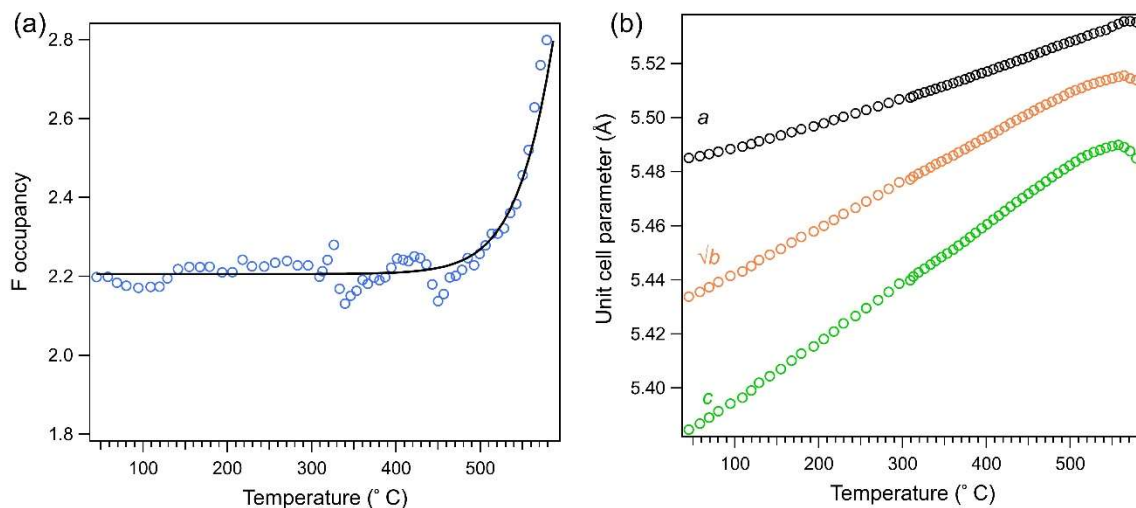 (a)
2.8
2.6
2.4
2.2
2.0
1.8
F occupancy
100
200
300
400
500
Temperature (° C)
(b)
5.52
5.50
5.48
5.46
5.44
5.42
5.40
Unit cell parameter (Å)
a
√b
c
100
200
300
400
500
Temperature (° C)